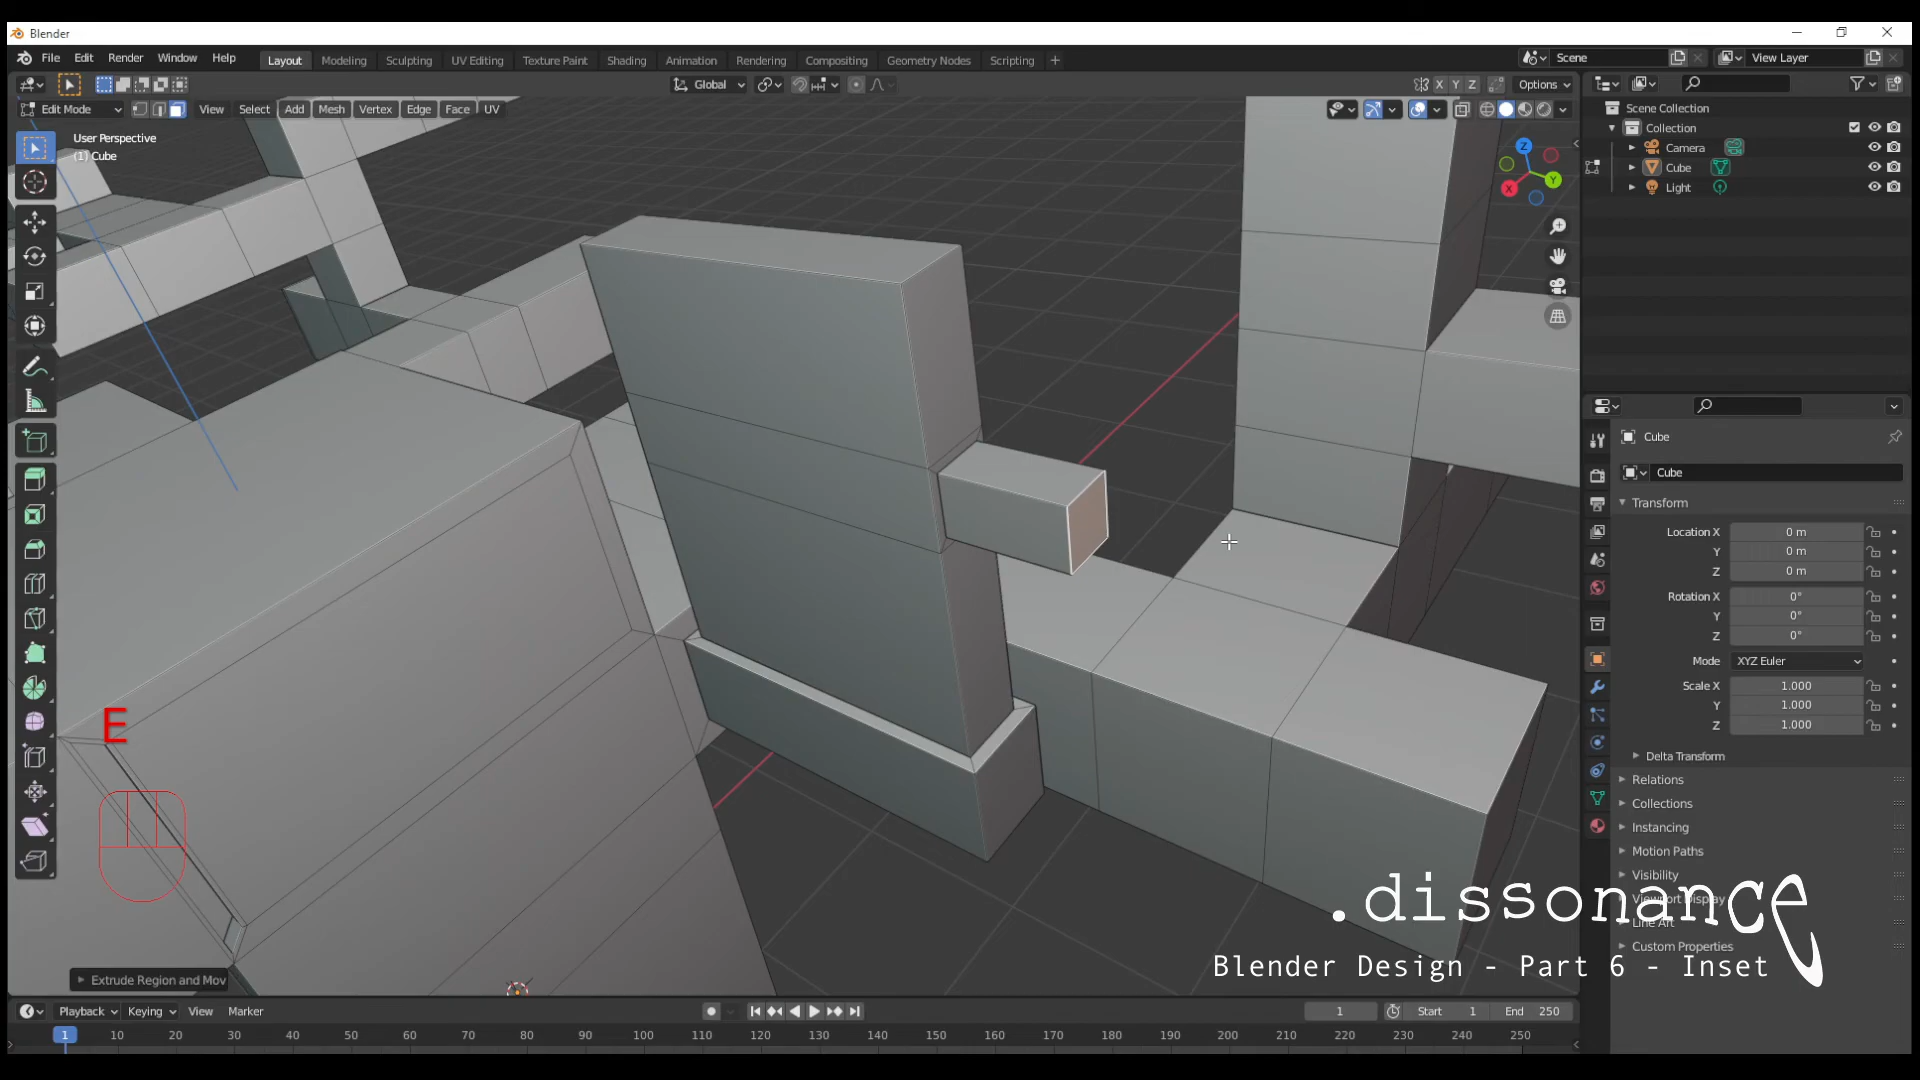 Blender
File Edit Render Window Help Layout Modeling Sculpting UV Editing Texture Paint Shading Animation Rendering Compositing Geometry Nodes Scripting + Scene View Layer
Global X Y Z Options
Edit Mode View Select Add Mesh Vertex Edge Face UV
User Perspective
(1) Cube
Z
Y
X
Scene Collection
Collection
Camera
Cube
Light
Cube
Cube
Transform
Location X 0 m
Y 0 m
Z 0 m
Rotation X 0°
Y 0°
Z 0°
Mode XYZ Euler
Scale X 1.000
Y 1.000
Z 1.000
Delta Transform
Relations
Collections
Instancing
Motion Paths
Visibility
Viewport Display
Line Art
Custom Properties
E
.dissonance
Blender Design - Part 6 - Inset
Extrude Region and Mov
Playback Keying View Marker 1 Start 1 End 250
1 10 20 30 40 50 60 70 80 90 100 110 120 130 140 150 160 170 180 190 200 210 220 230 240 250